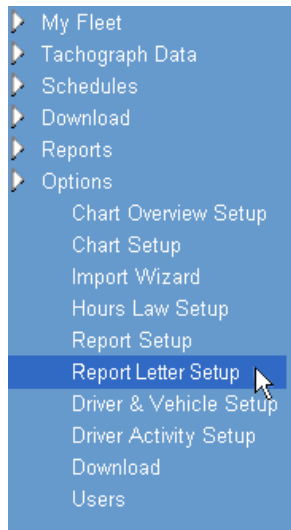 My Fleet
Tachograph Data
Schedules
Download
Reports
Options
Chart Overview Setup
Chart Setup
Import Wizard
Hours Law Setup
Report Setup
Report Letter Setup
Driver & Vehicle Setup
Driver Activity Setup
Download
Users